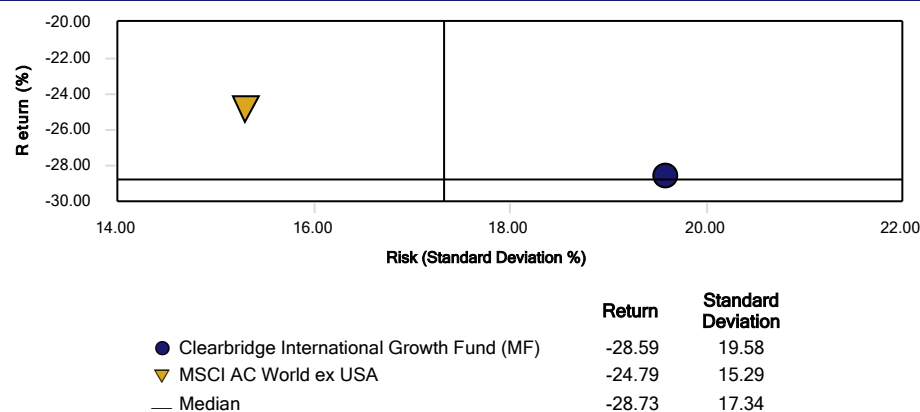 -20.00
-22.00
-24.00
-26.00
-28.00
-30.00
Return (%)
14.00 16.00 18.00 20.00 22.00
Risk (Standard Deviation %)
Return Standard Deviation
Clearbridge International Growth Fund (MF) -28.59 19.58
MSCI AC World ex USA -24.79 15.29
Median -28.73 17.34